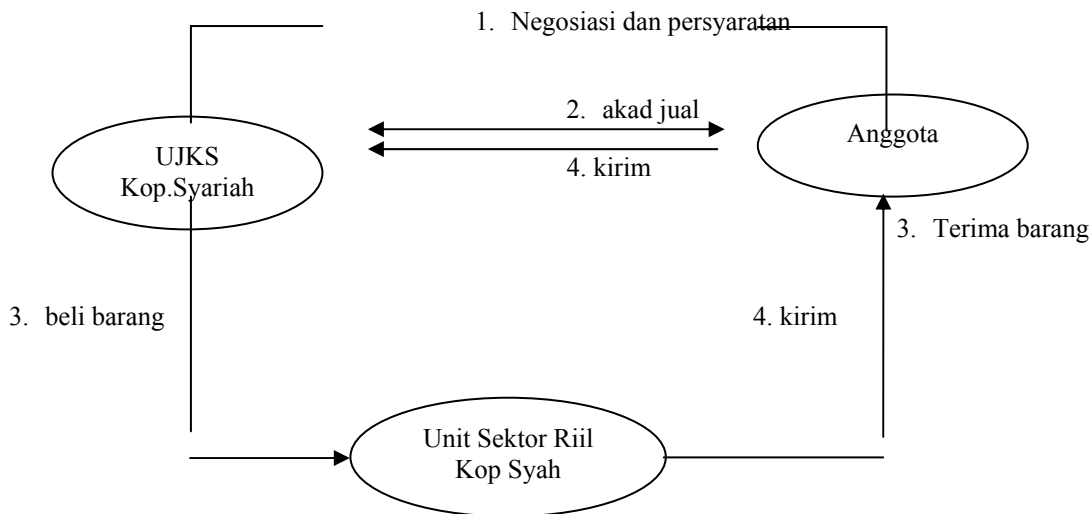 1. Negosiasi dan persyaratan
2. akad jual
Anggota
UJKS
Kop.Syariah
4. kirim
3. Terima barang
3. beli barang
4. kirim
Unit Sektor Riil
Kop Syah